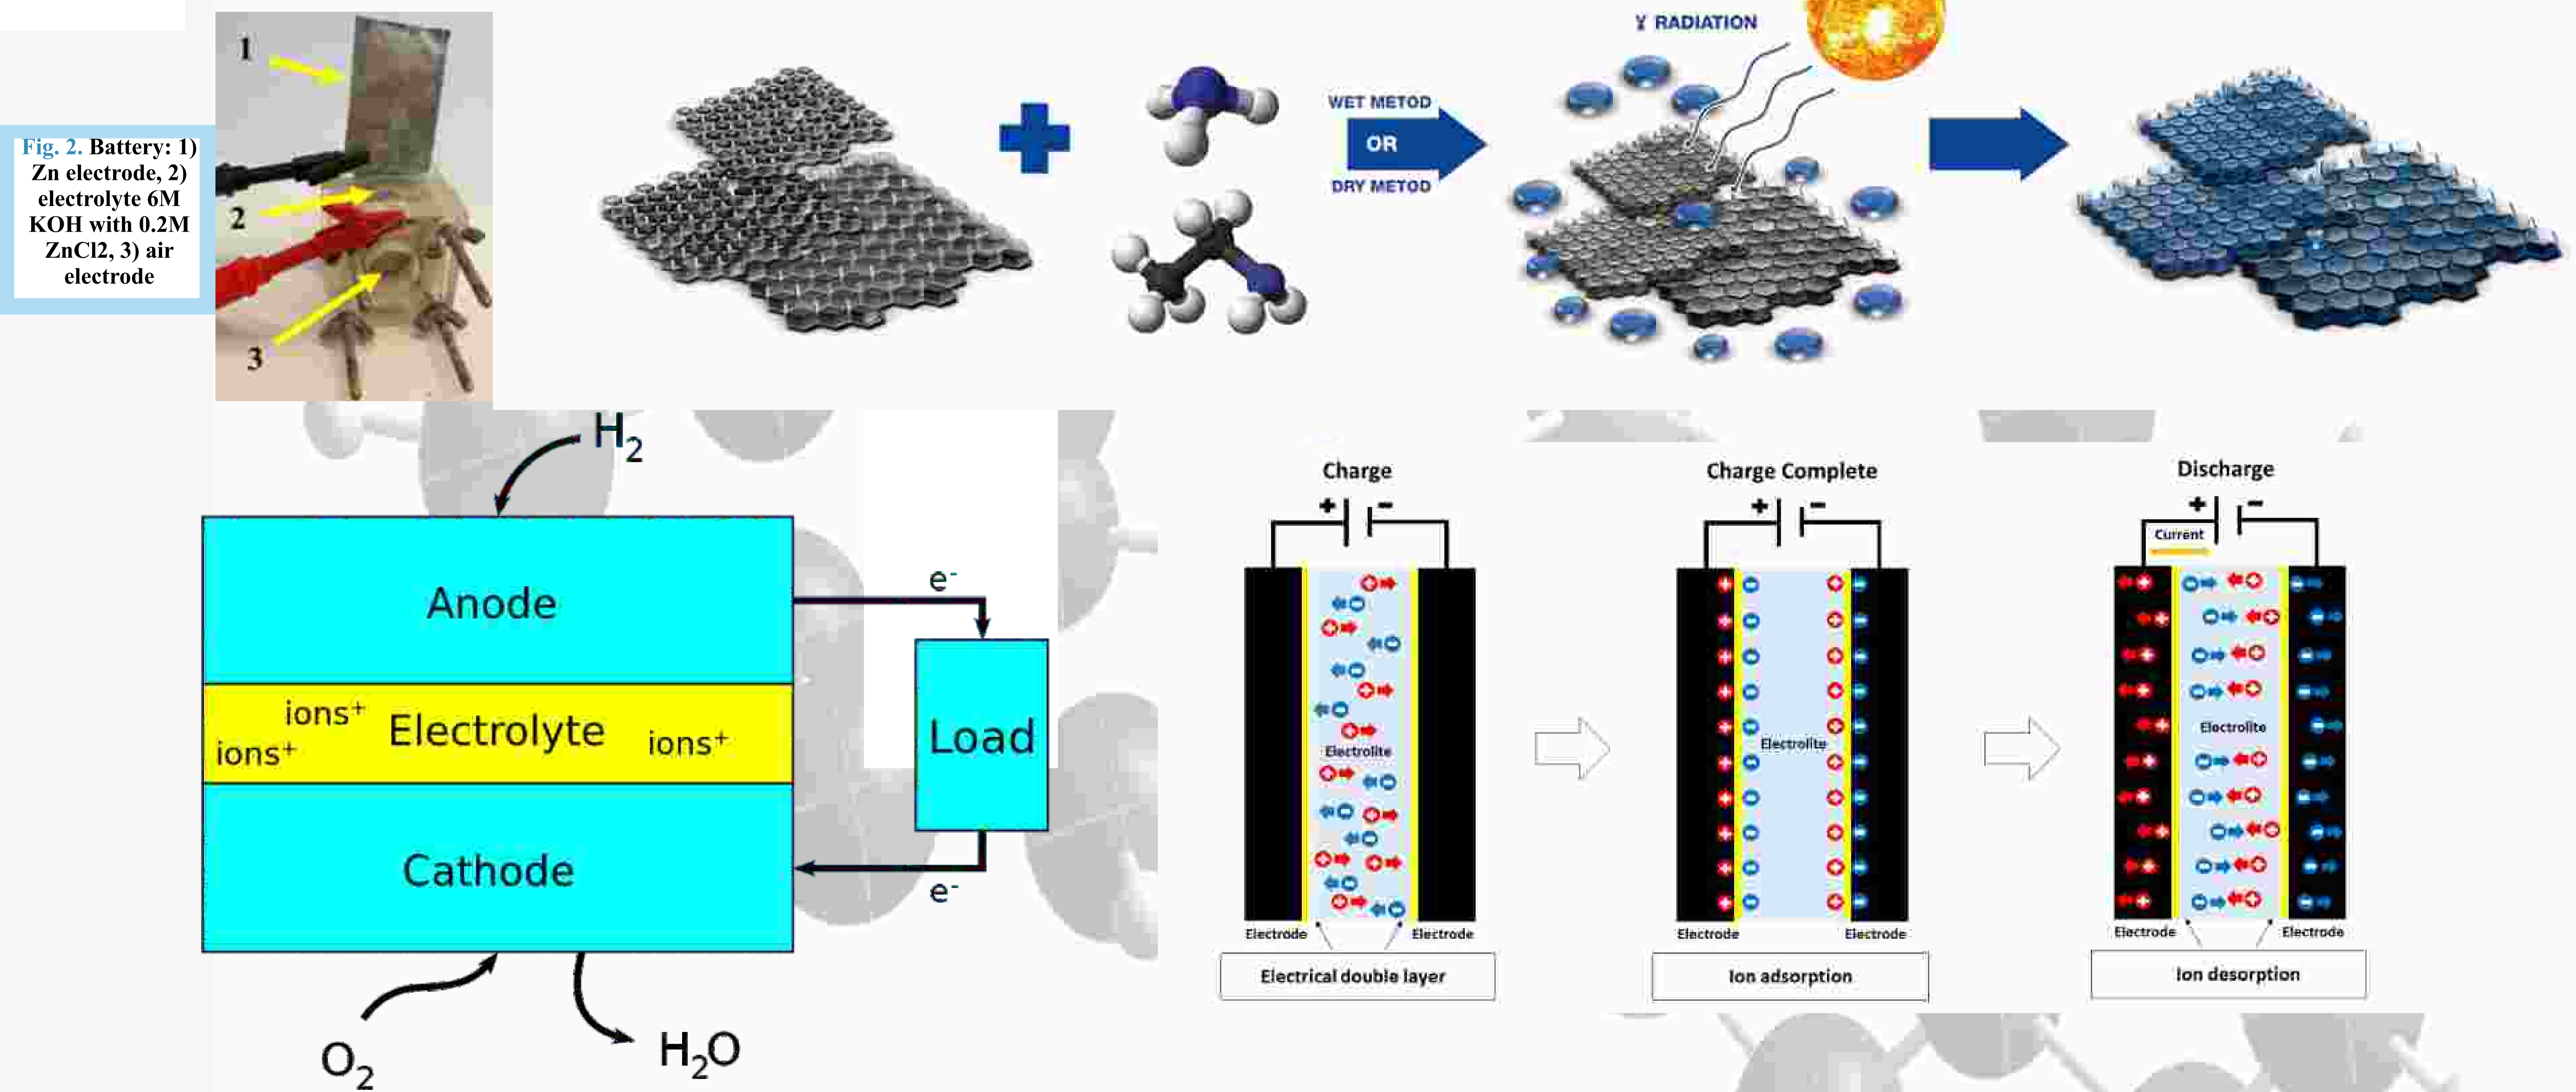 Fig. 2. Battery: 1)
Zn electrode, 2)
electrolyte 6M
KOH with 0.2M
ZnCl2, 3) air
electrode
1
2
3
WET METOD
OR
DRY METOD
γ RADIATION
H₂
Anode
e⁻
ions⁺
ions⁺
Electrolyte
ions⁺
Load
Cathode
e⁻
O₂
H₂O
Charge
+ −
Electrolite
Electrode
Electrode
Electrical double layer
Charge Complete
+ −
Electrolite
Electrode
Electrode
Ion adsorption
Discharge
+ −
Current
Electrolite
Electrode
Electrode
Ion desorption